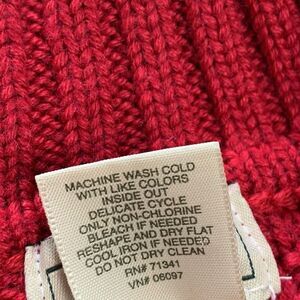 MACHINE WASH COLD
WITH LIKE COLORS
INSIDE OUT
DELICATE CYCLE
ONLY NON-CHLORINE
BLEACH IF NEEDED
RESHAPE AND DRY FLAT
COOL IRON IF NEEDED
DO NOT DRY CLEAN
RN# 71341
VN# 06097